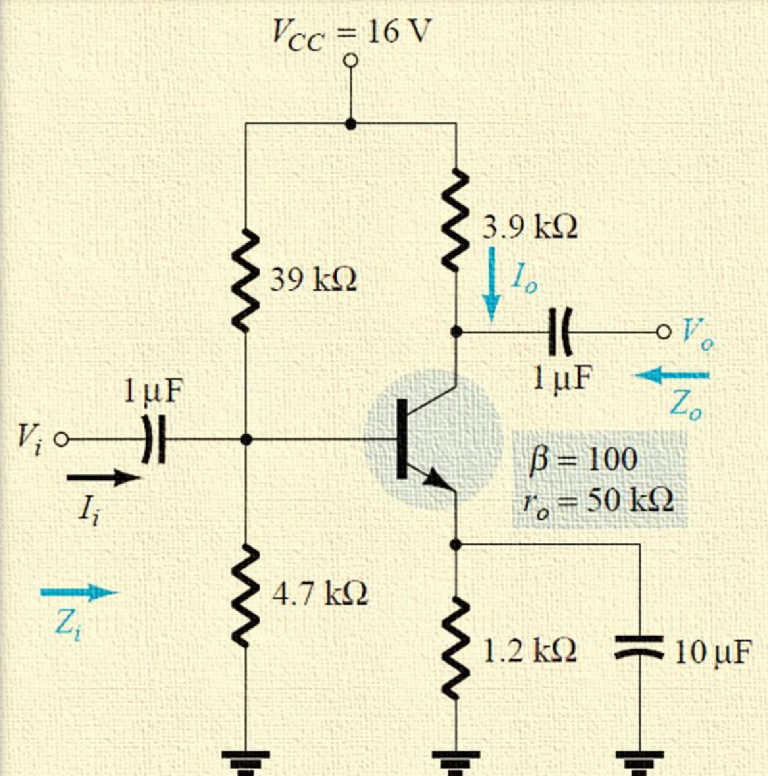 V_CC = 16 V
3.9 kΩ
I_o
39 kΩ
V_o
1 μF
1 μF
Z_o
V_i
β = 100
I_i
r_o = 50 kΩ
4.7 kΩ
Z_i
1.2 kΩ
10 μF